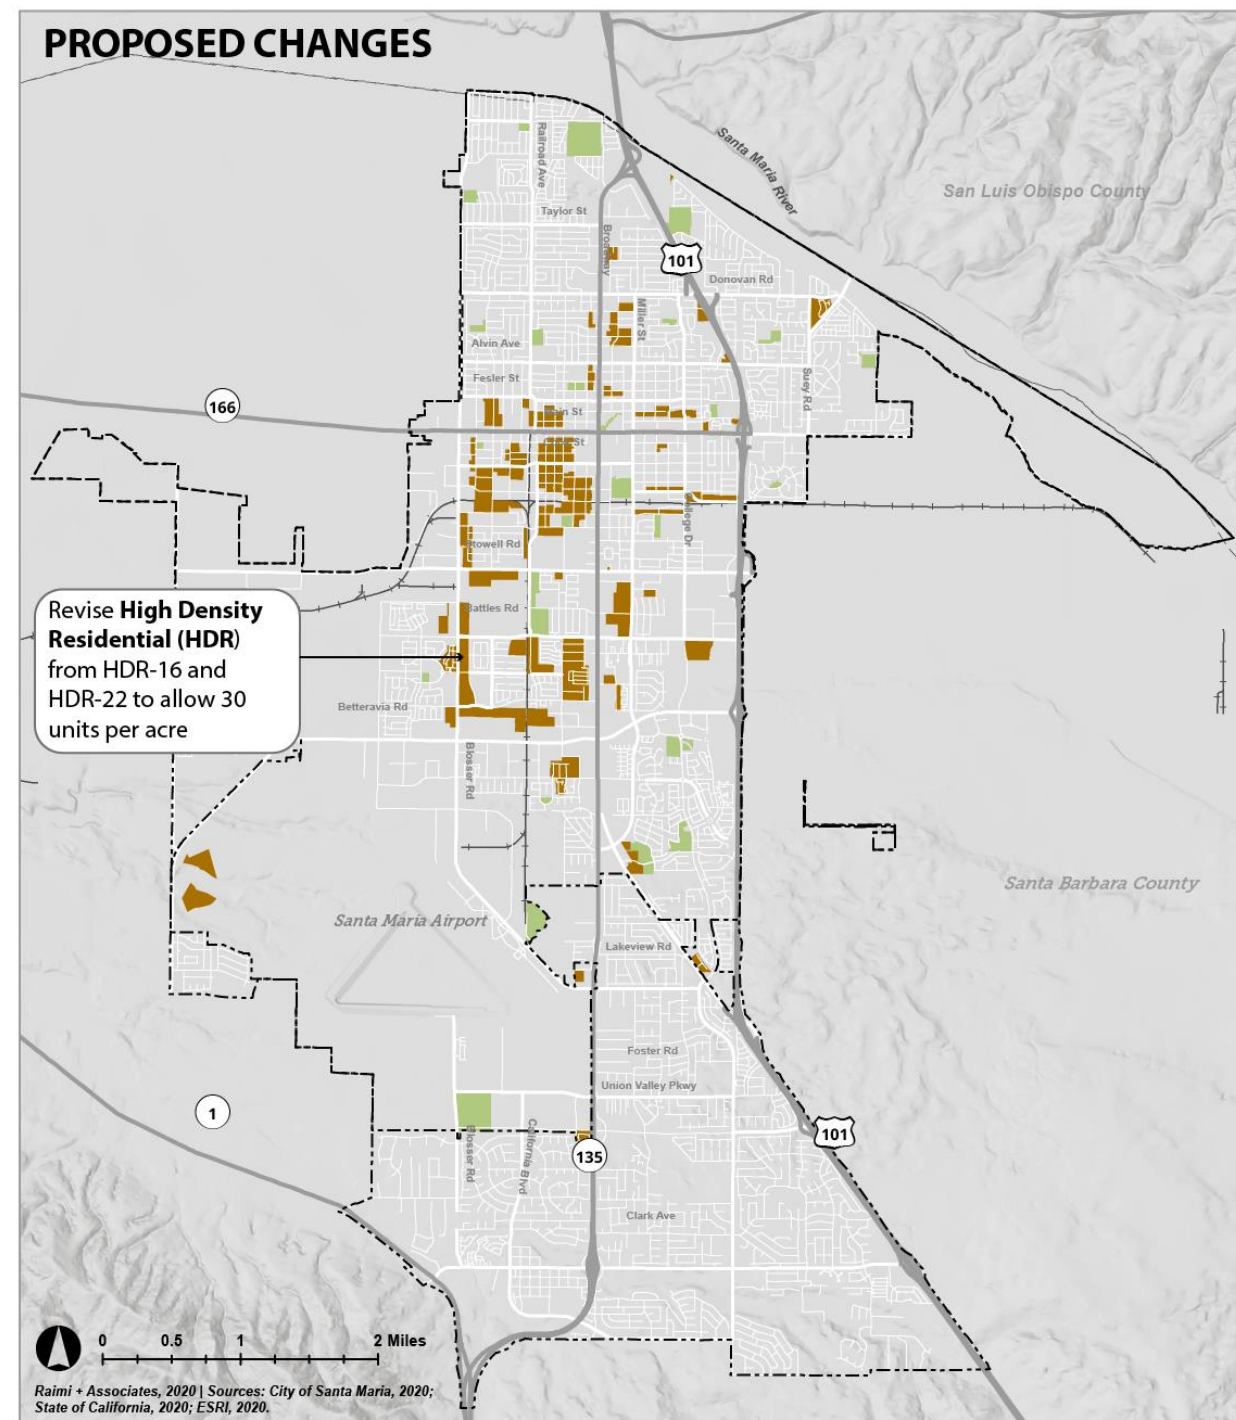 PROPOSED CHANGES
Railroad Ave
Santa Maria River
San Luis Obispo County
Taylor St
Broadway
101
Donovan Rd
Miller St
Alvin Ave
Fesler St
Suey Rd
166
Main St
College Dr
Stowell Rd
Battles Rd
Revise High Density
Residential (HDR)
from HDR-16 and
HDR-22 to allow 30
units per acre
Betteravia Rd
Blosser Rd
Santa Barbara County
Santa Maria Airport
Lakeview Rd
Foster Rd
Union Valley Pkwy
1
101
135
Blosser Rd
California Blvd
Clark Ave
0 0.5 1 2 Miles
Raimi + Associates, 2020 | Sources: City of Santa Maria, 2020;
State of California, 2020; ESRI, 2020.